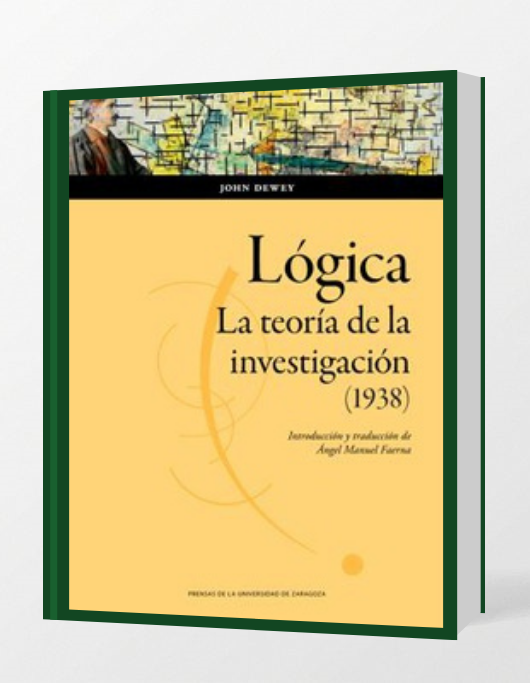 JOHN DEWEY
Lógica
La teoría de la
investigación
(1938)
Introducción y traducción de
Ángel Manuel Faerna
PRENSAS DE LA UNIVERSIDAD DE ZARAGOZA